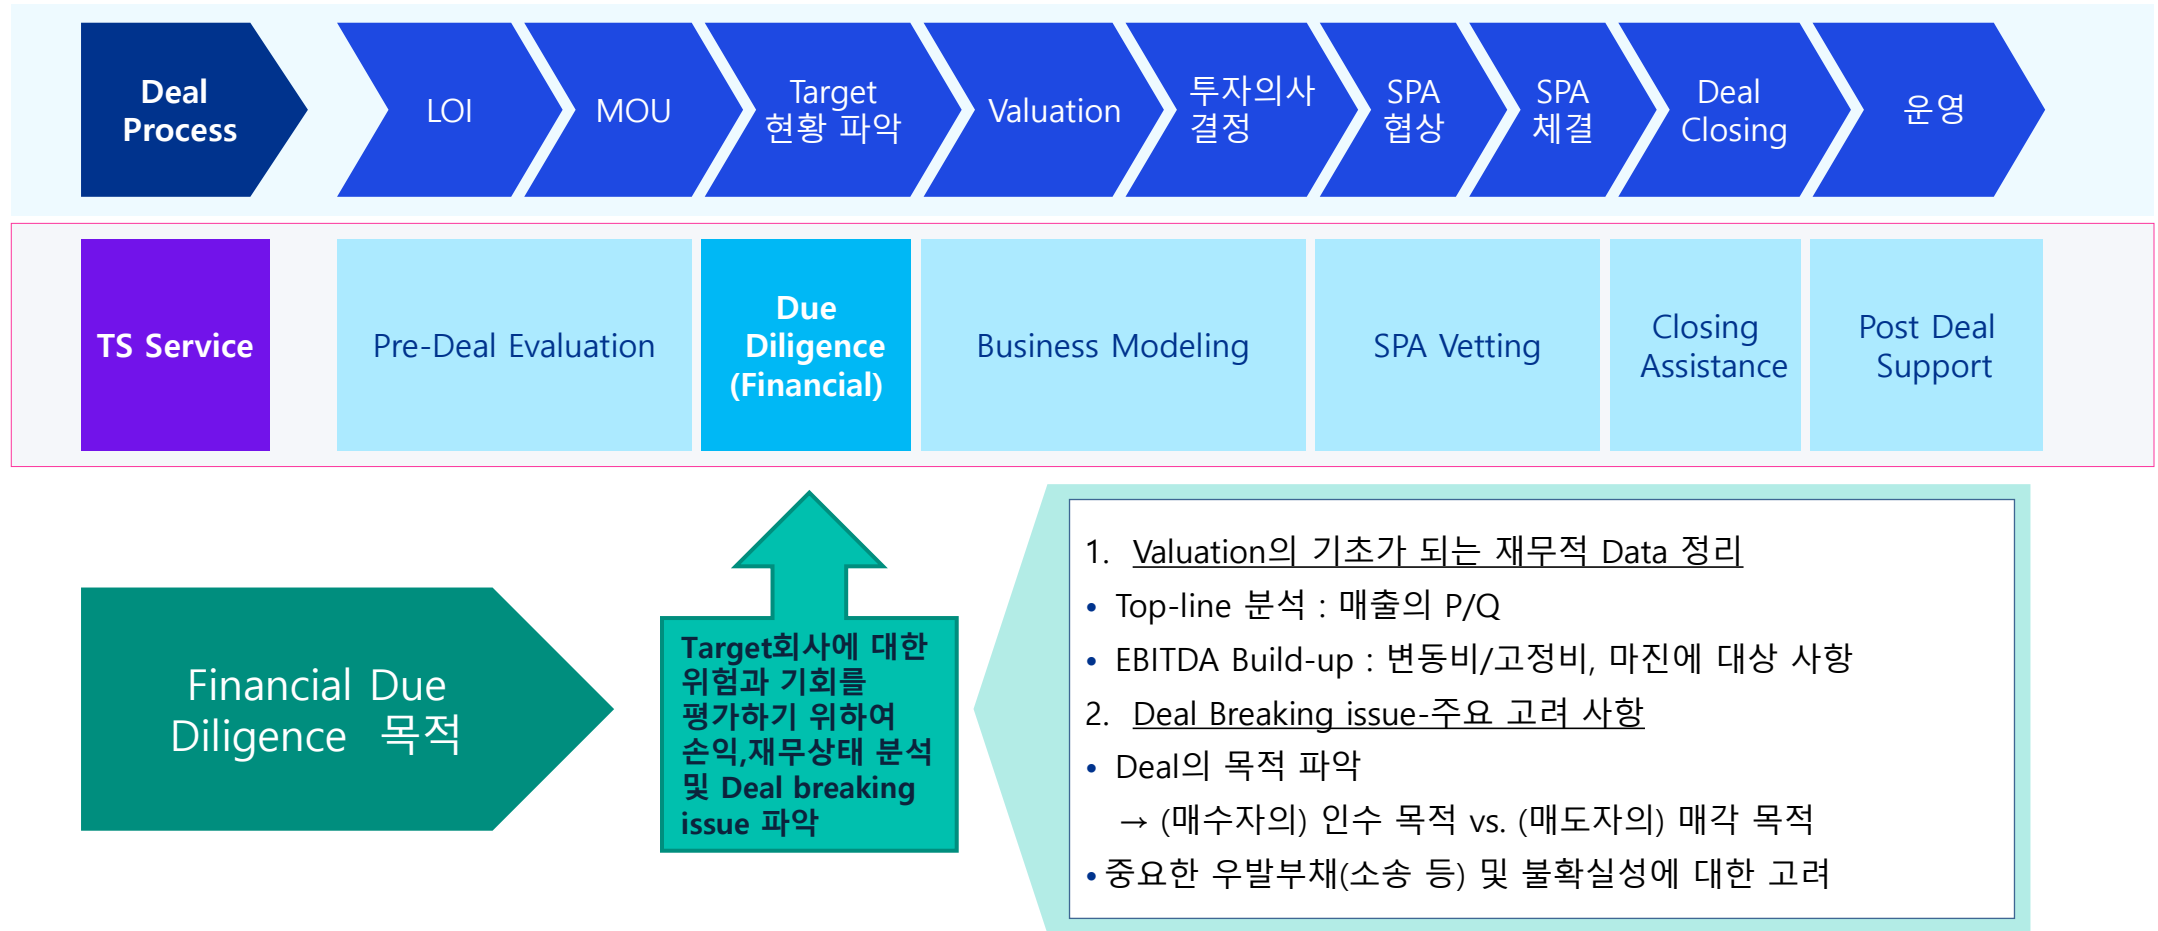 Deal
Process
LOI
MOU
Target
현황 파악
Valuation
투자의사
결정
SPA
협상
SPA
체결
Deal
Closing
운영
TS Service
Pre-Deal Evaluation
Due
Diligence
(Financial)
Business Modeling
SPA Vetting
Closing
Assistance
Post Deal
Support
Financial Due
Diligence 목적
Target회사에 대한
위험과 기회를
평가하기 위하여
손익,재무상태 분석
및 Deal breaking
issue 파악
1. Valuation의 기초가 되는 재무적 Data 정리
• Top-line 분석 : 매출의 P/Q
• EBITDA Build-up : 변동비/고정비, 마진에 대상 사항
2. Deal Breaking issue-주요 고려 사항
• Deal의 목적 파악
→ (매수자의) 인수 목적 vs. (매도자의) 매각 목적
• 중요한 우발부채(소송 등) 및 불확실성에 대한 고려